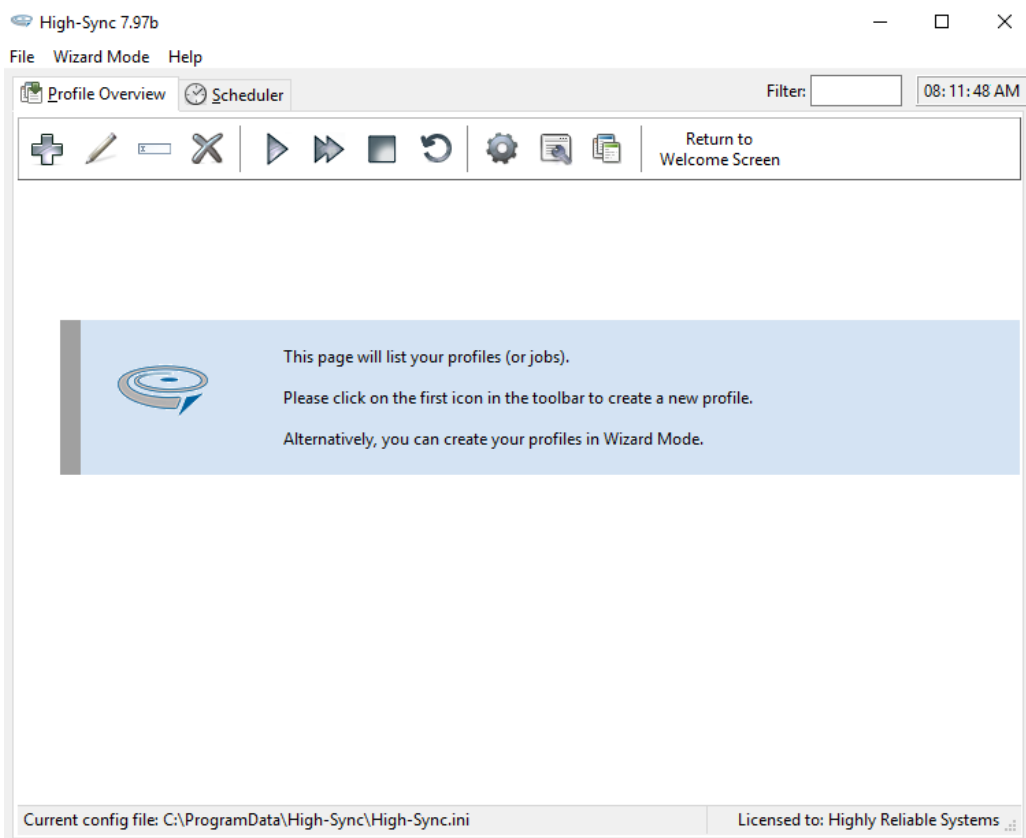 High-Sync 7.97b
File Wizard Mode Help
Profile Overview Scheduler Filter: 08:11:48 AM
Return to
Welcome Screen
This page will list your profiles (or jobs).
Please click on the first icon in the toolbar to create a new profile.
Alternatively, you can create your profiles in Wizard Mode.
Current config file: C:\ProgramData\High-Sync\High-Sync.ini Licensed to: Highly Reliable Systems